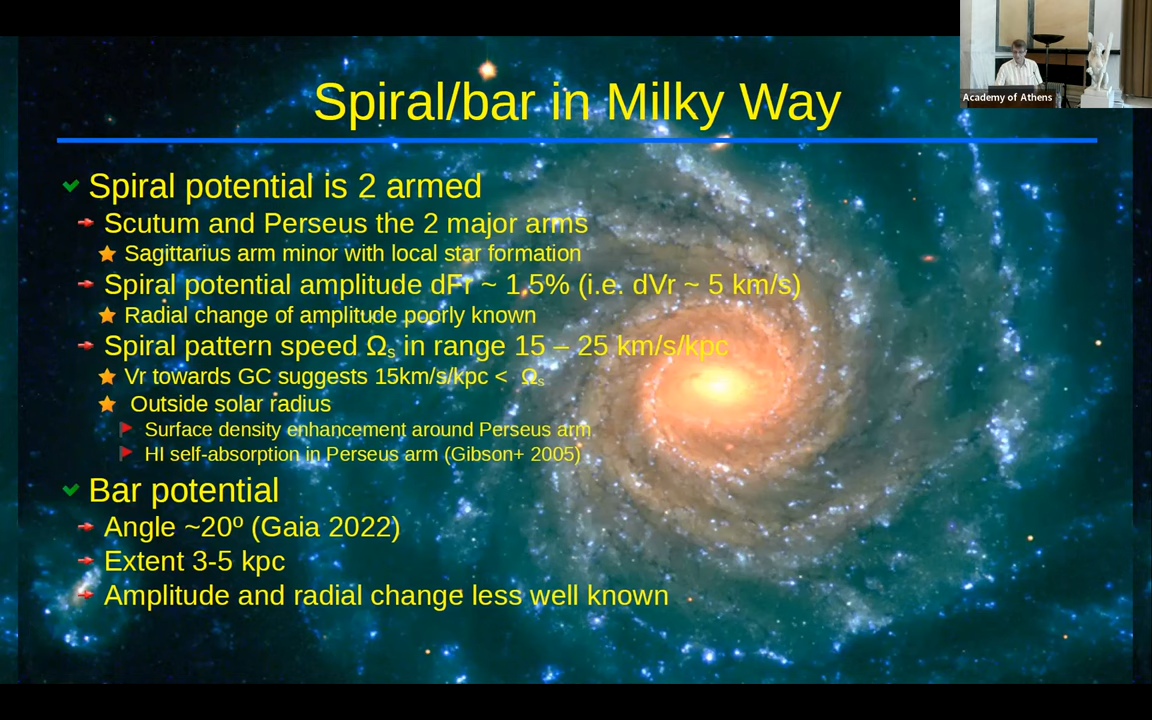 Academy of Athens
Spiral/bar in Milky Way
Spiral potential is 2 armed
Scutum and Perseus the 2 major arms
Sagittarius arm minor with local star formation
Spiral potential amplitude dFr ~ 1.5% (i.e. dVr ~ 5 km/s)
Radial change of amplitude poorly known
Spiral pattern speed Ωₛ in range 15 – 25 km/s/kpc
Vr towards GC suggests 15km/s/kpc < Ωₛ
Outside solar radius
Surface density enhancement around Perseus arm
HI self-absorption in Perseus arm (Gibson+ 2005)
Bar potential
Angle ~20º (Gaia 2022)
Extent 3-5 kpc
Amplitude and radial change less well known